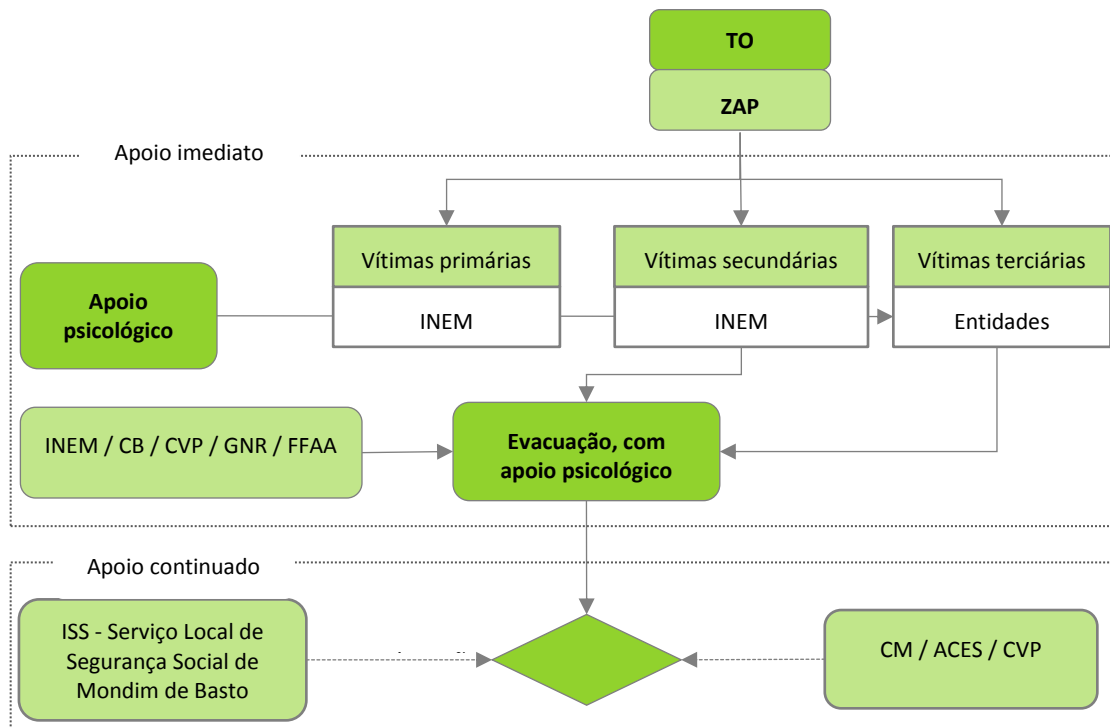 TO
ZAP
Apoio imediato
Vítimas primárias
Vítimas secundárias
Vítimas terciárias
Apoio
psicológico
INEM
INEM
Entidades
INEM / CB / CVP / GNR / FFAA
Evacuação, com
apoio psicológico
Apoio continuado
ISS - Serviço Local de
Segurança Social de
Mondim de Basto
CM / ACES / CVP